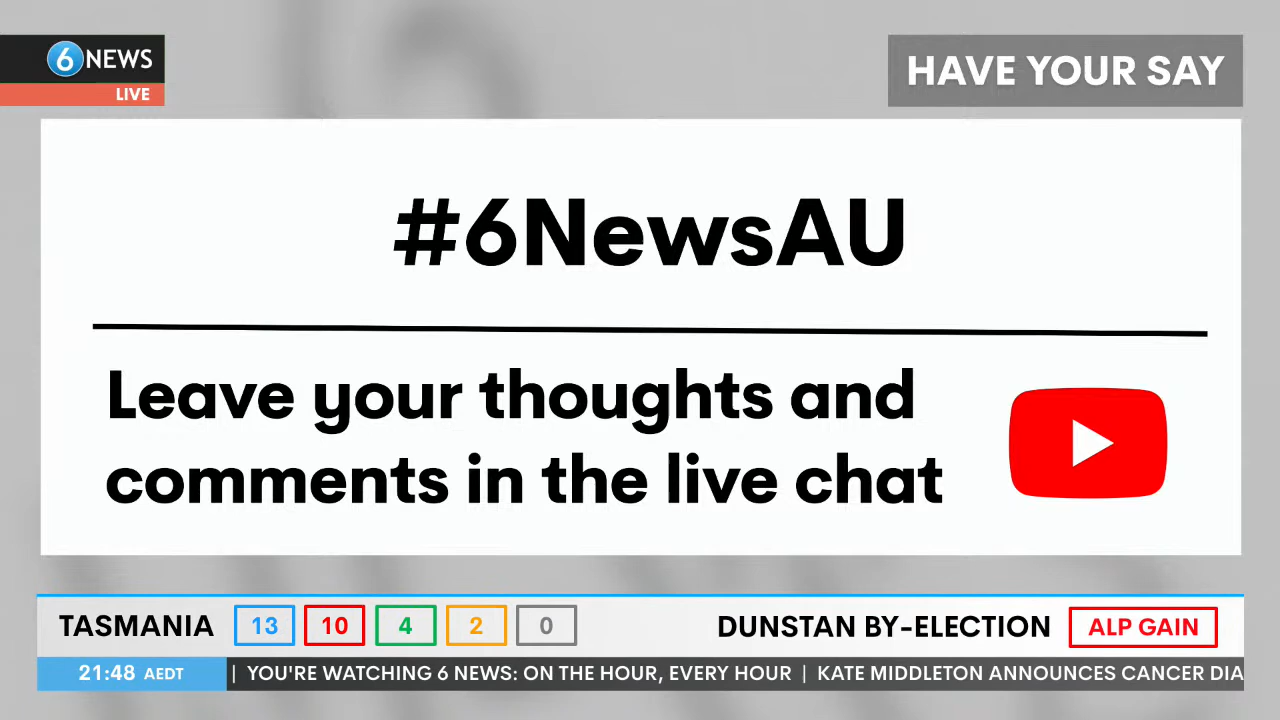 6 NEWS
LIVE
HAVE YOUR SAY
#6NewsAU
Leave your thoughts and
comments in the live chat
TASMANIA 13 10 4 2 0 DUNSTAN BY-ELECTION ALP GAIN
21:48 AEDT | YOU'RE WATCHING 6 NEWS: ON THE HOUR, EVERY HOUR | KATE MIDDLETON ANNOUNCES CANCER DIA